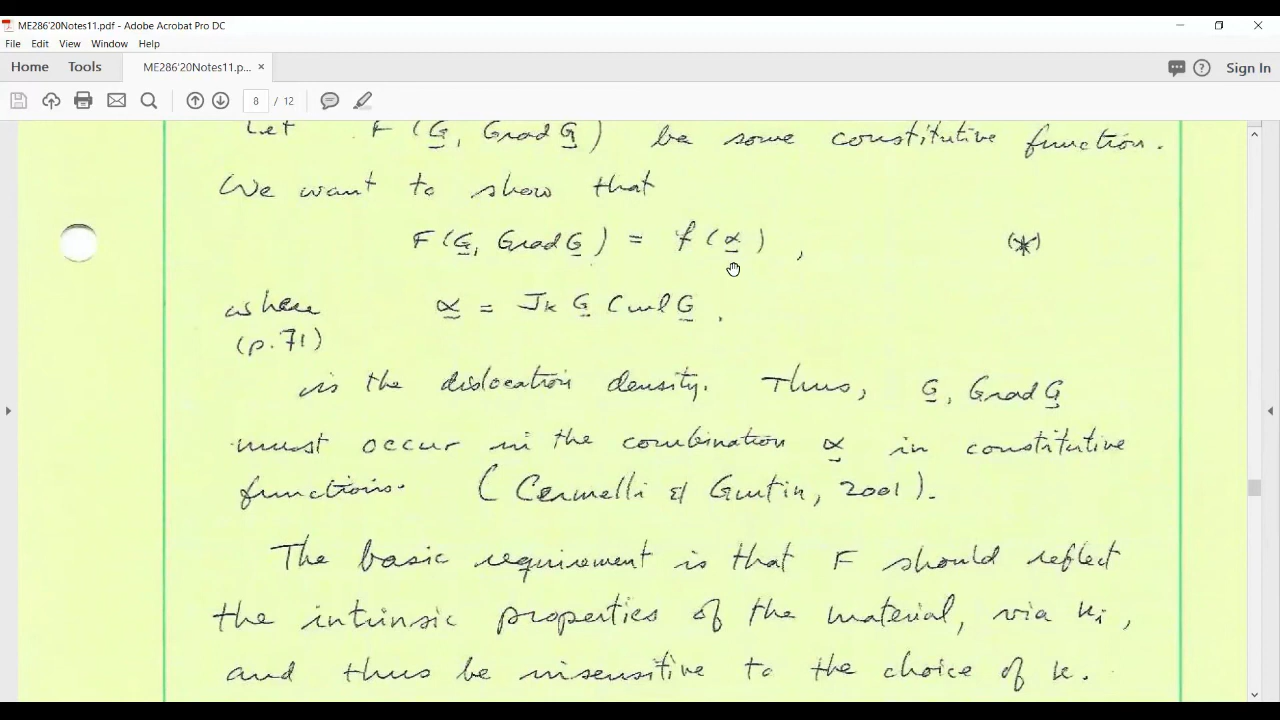 ME286'20Notes11.pdf - Adobe Acrobat Pro DC
File Edit View Window Help
Home Tools ME286'20Notes11.p... × Sign In
8 / 12
Let F (G, Grad G) be some constitutive function.
We want to show that
F (G, Grad G) = f (α) , (*)
where α = Jκ G Curl G .
(p. 71)
is the dislocation density. Thus, G, Grad G
must occur in the combination α in constitutive
functions. (Cermelli & Gurtin, 2001).
The basic requirement is that F should reflect
the intrinsic properties of the material, via κi,
and thus be insensitive to the choice of κ.